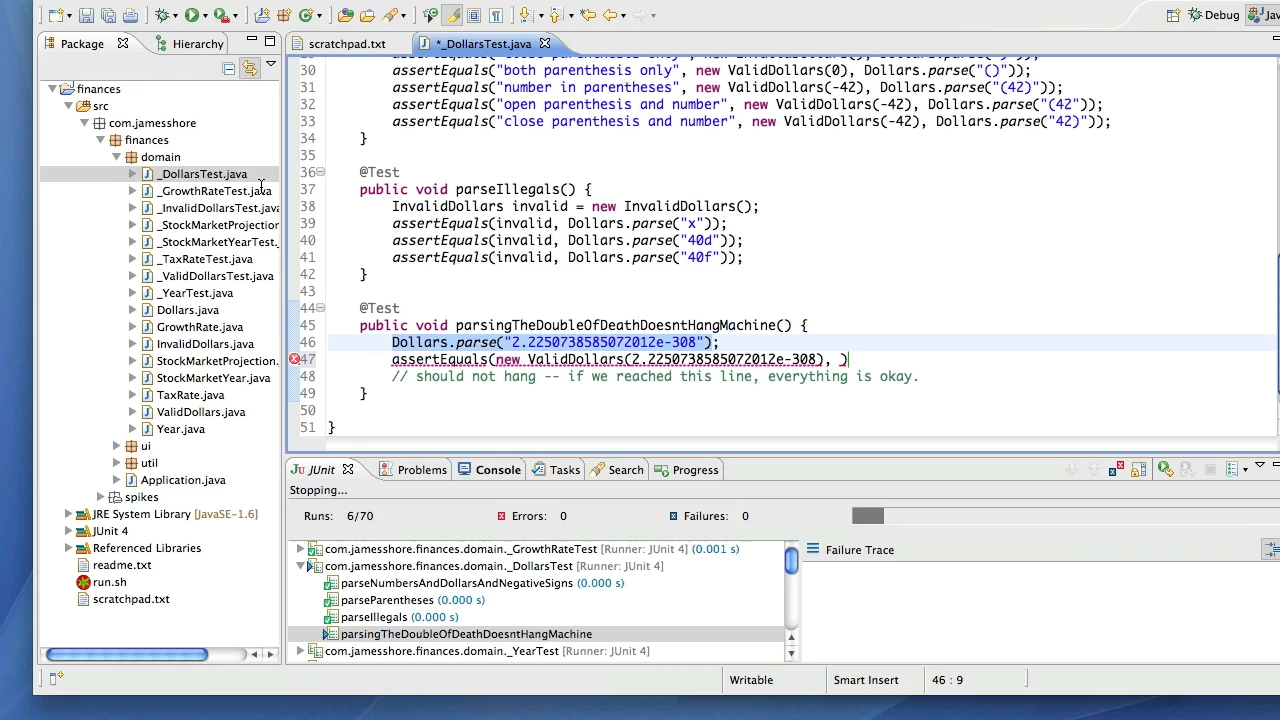 Debug
Package
Hierarchy
scratchpad.txt
*_DollarsTest.java
finances
src
com.jamesshore
finances
domain
_DollarsTest.java
_GrowthRateTest.java
_InvalidDollarsTest.java
_StockMarketProjection
_StockMarketYearTest.
_TaxRateTest.java
_ValidDollarsTest.java
_YearTest.java
Dollars.java
GrowthRate.java
InvalidDollars.java
StockMarketProjection.
StockMarketYear.java
TaxRate.java
ValidDollars.java
Year.java
ui
util
Application.java
spikes
JRE System Library [JavaSE-1.6]
JUnit 4
Referenced Libraries
readme.txt
run.sh
scratchpad.txt
30 assertEquals("both parenthesis only", new ValidDollars(0), Dollars.parse("()"));
31 assertEquals("number in parentheses", new ValidDollars(-42), Dollars.parse("(42)"));
32 assertEquals("open parenthesis and number", new ValidDollars(-42), Dollars.parse("(42"));
33 assertEquals("close parenthesis and number", new ValidDollars(-42), Dollars.parse("42)"));
34 }
35
36 @Test
37 public void parseIllegals() {
38 InvalidDollars invalid = new InvalidDollars();
39 assertEquals(invalid, Dollars.parse("x"));
40 assertEquals(invalid, Dollars.parse("40d"));
41 assertEquals(invalid, Dollars.parse("40f"));
42 }
43
44 @Test
45 public void parsingTheDoubleOfDeathDoesntHangMachine() {
46 Dollars.parse("2.2250738585072012e-308");
47 assertEquals(new ValidDollars(2.2250738585072012e-308), )
48 // should not hang -- if we reached this line, everything is okay.
49 }
50
51 }
JUnit
Problems
Console
Tasks
Search
Progress
Stopping...
Runs: 6/70
Errors: 0
Failures: 0
com.jamesshore.finances.domain._GrowthRateTest [Runner: JUnit 4] (0.001 s)
com.jamesshore.finances.domain._DollarsTest [Runner: JUnit 4]
parseNumbersAndDollarsAndNegativeSigns (0.000 s)
parseParentheses (0.000 s)
parseIllegals (0.000 s)
parsingTheDoubleOfDeathDoesntHangMachine
com.jamesshore.finances.domain._YearTest [Runner: JUnit 4] (0.000 s)
Failure Trace
Writable
Smart Insert
46 : 9